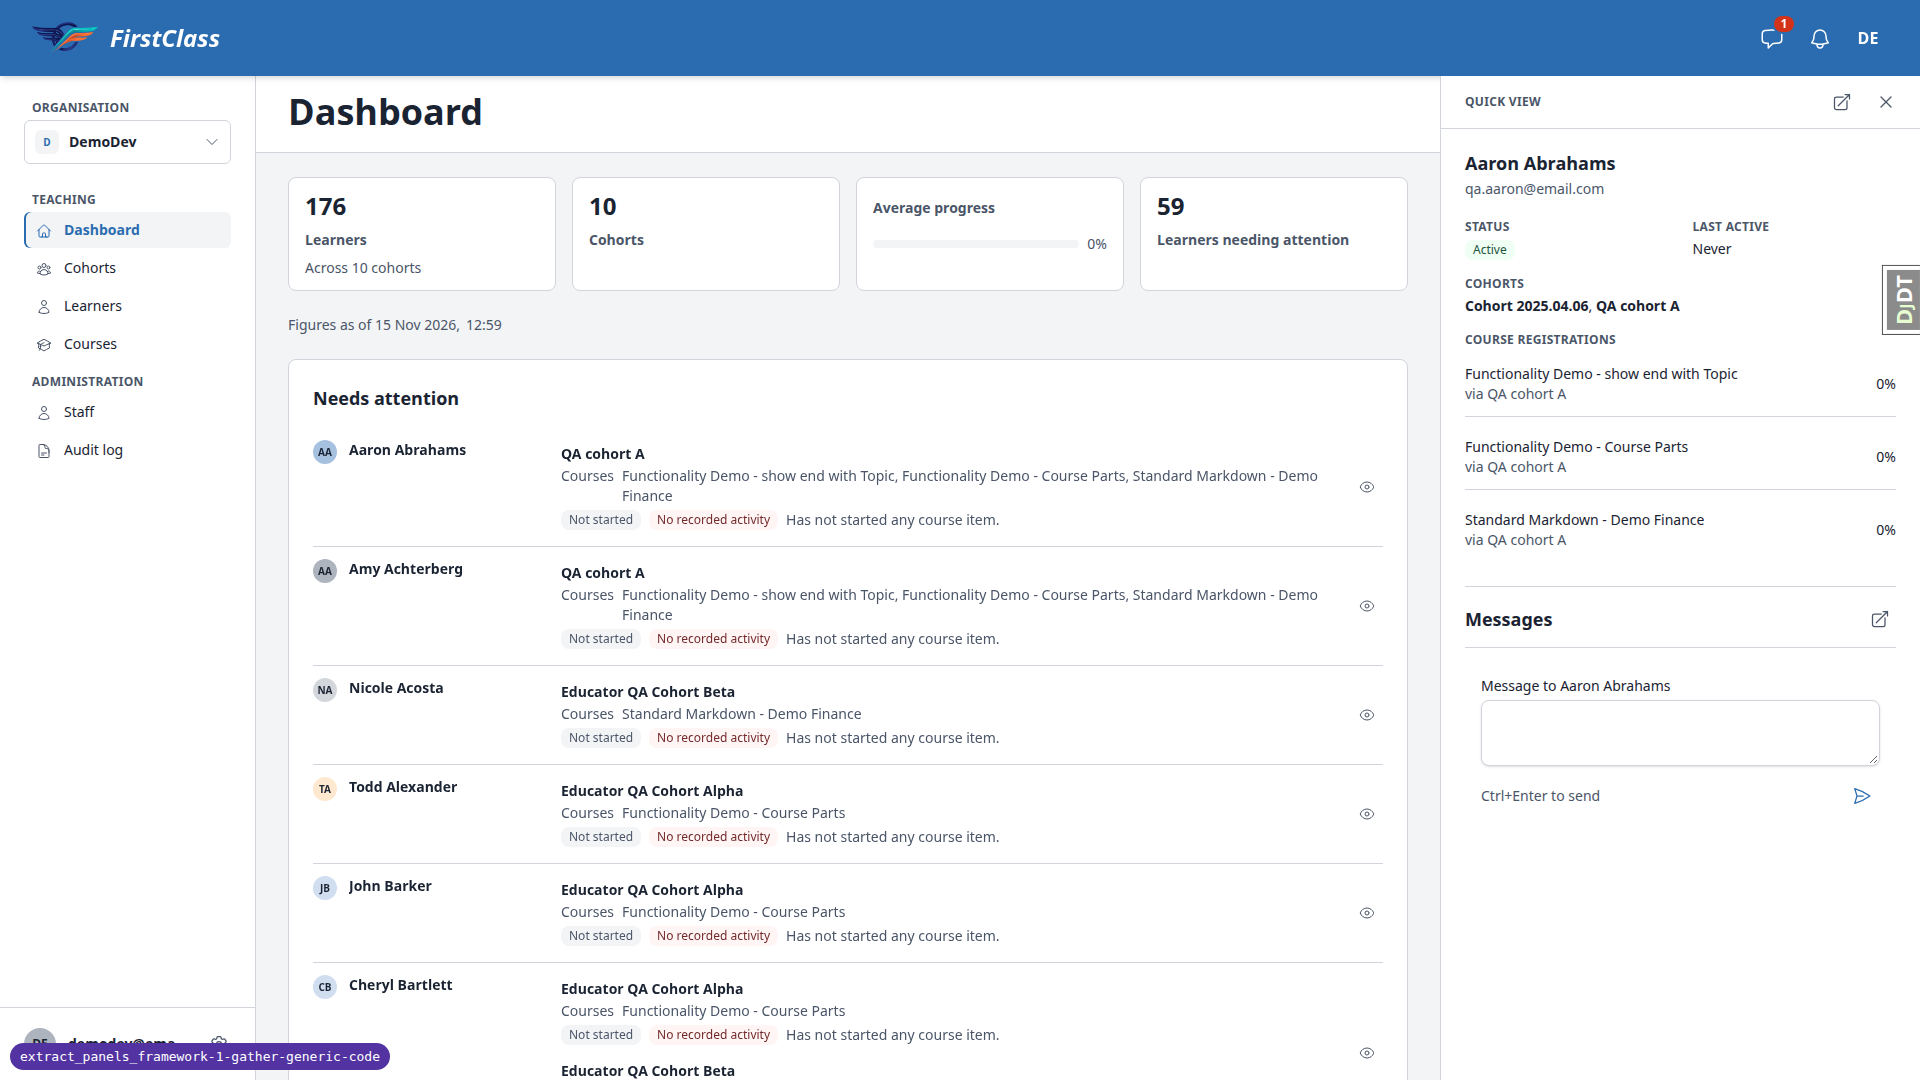 FirstClass
1
DE
ORGANISATION
D DemoDev
TEACHING
Dashboard
Cohorts
Learners
Courses
ADMINISTRATION
Staff
Audit log
extract_panels_framework-1-gather-generic-code
Dashboard
176
Learners
Across 10 cohorts
10
Cohorts
Average progress
0%
59
Learners needing attention
Figures as of 15 Nov 2026, 12:59
Needs attention
AA Aaron Abrahams
QA cohort A
Courses Functionality Demo - show end with Topic, Functionality Demo - Course Parts, Standard Markdown - Demo
Finance
Not started No recorded activity Has not started any course item.
AA Amy Achterberg
QA cohort A
Courses Functionality Demo - show end with Topic, Functionality Demo - Course Parts, Standard Markdown - Demo
Finance
Not started No recorded activity Has not started any course item.
NA Nicole Acosta
Educator QA Cohort Beta
Courses Standard Markdown - Demo Finance
Not started No recorded activity Has not started any course item.
TA Todd Alexander
Educator QA Cohort Alpha
Courses Functionality Demo - Course Parts
Not started No recorded activity Has not started any course item.
JB John Barker
Educator QA Cohort Alpha
Courses Functionality Demo - Course Parts
Not started No recorded activity Has not started any course item.
CB Cheryl Bartlett
Educator QA Cohort Alpha
Courses Functionality Demo - Course Parts
Not started No recorded activity Has not started any course item.
Educator QA Cohort Beta
QUICK VIEW
Aaron Abrahams
qa.aaron@email.com
STATUS
Active
LAST ACTIVE
Never
COHORTS
Cohort 2025.04.06, QA cohort A
COURSE REGISTRATIONS
Functionality Demo - show end with Topic
via QA cohort A
0%
Functionality Demo - Course Parts
via QA cohort A
0%
Standard Markdown - Demo Finance
via QA cohort A
0%
Messages
Message to Aaron Abrahams
Ctrl+Enter to send
DjDT